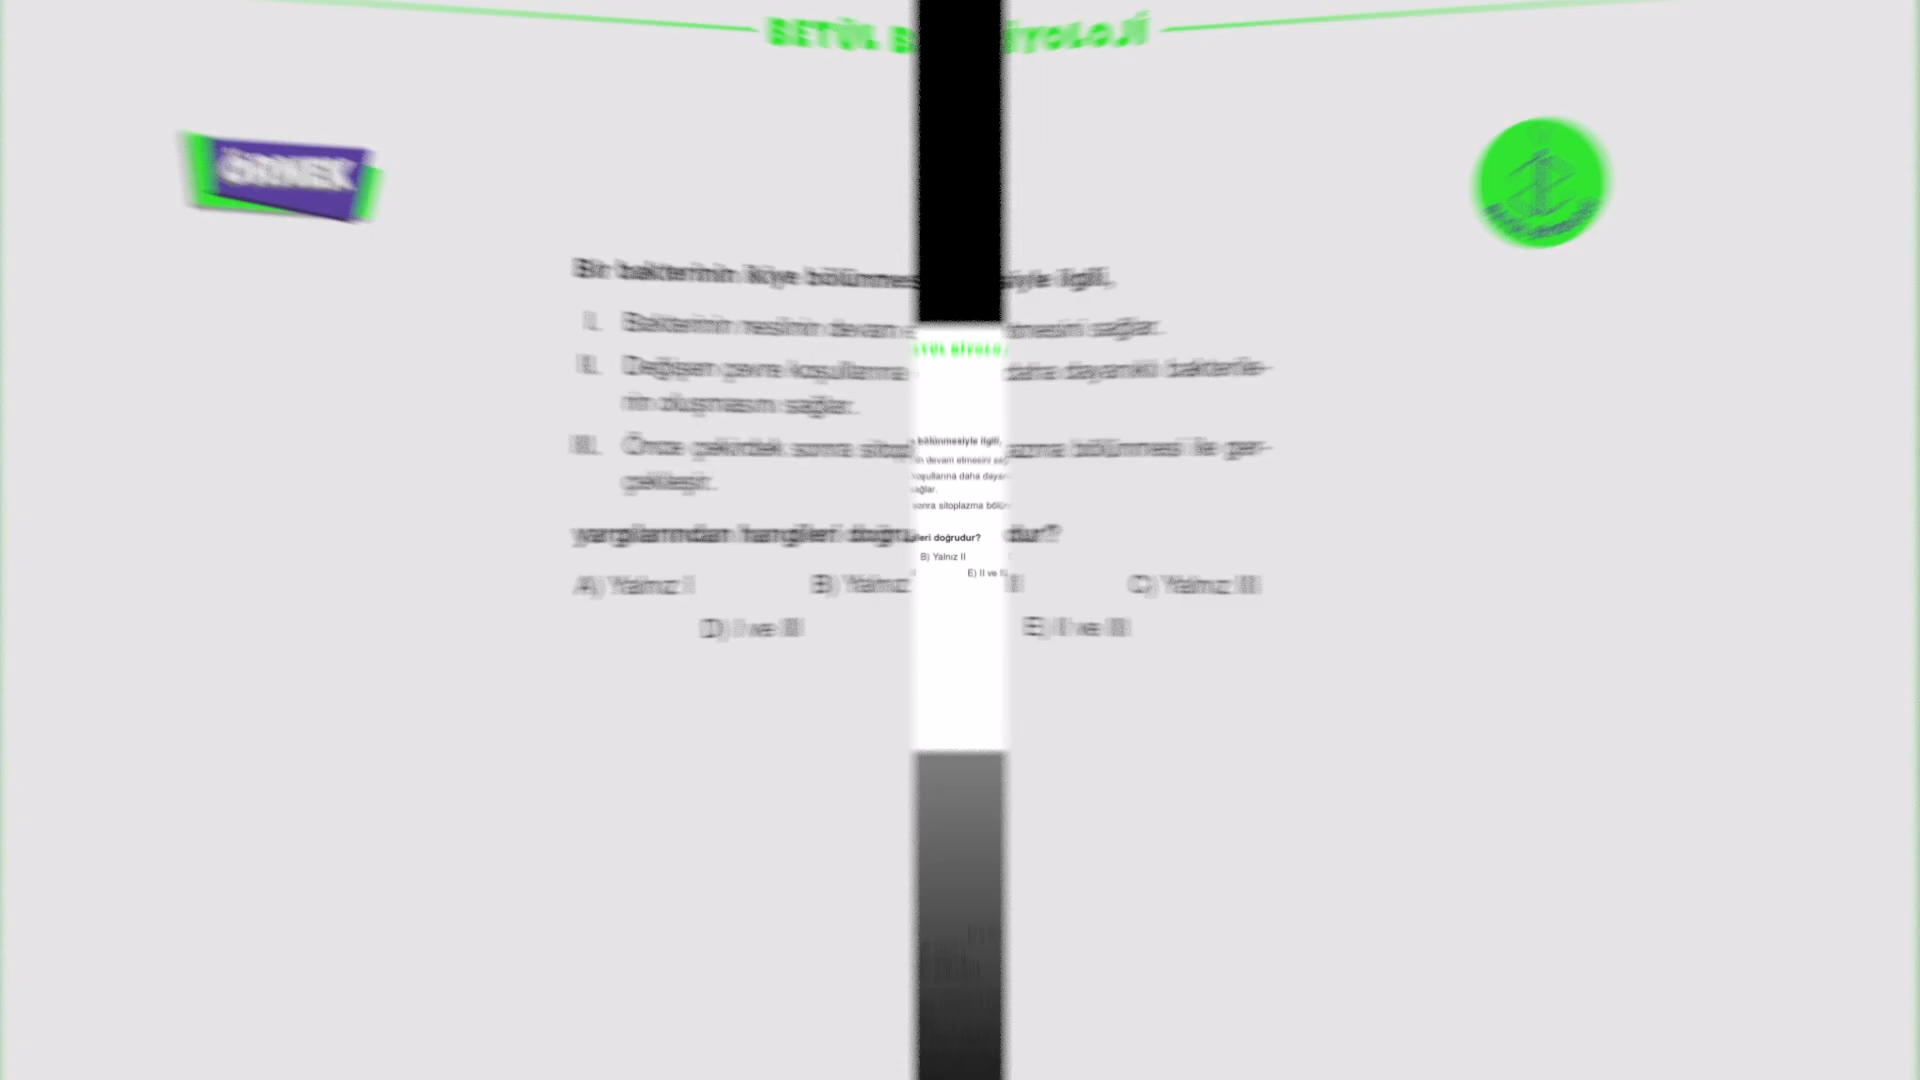 BETÜL BİYOLOJİ
ÖRNEK
Bir bakterinin ikiye bölünmesiyle ilgili,
I. Bakterinin neslinin devam etmesini sağlar.
II. Değişen çevre koşullarına daha dayanıklı bakterile-
rin oluşmasını sağlar.
III. Önce çekirdek sonra sitoplazma bölünmesi ile ger-
çekleşir.
yargılarından hangileri doğrudur?
A) Yalnız I B) Yalnız II C) Yalnız III
D) I ve III E) II ve III